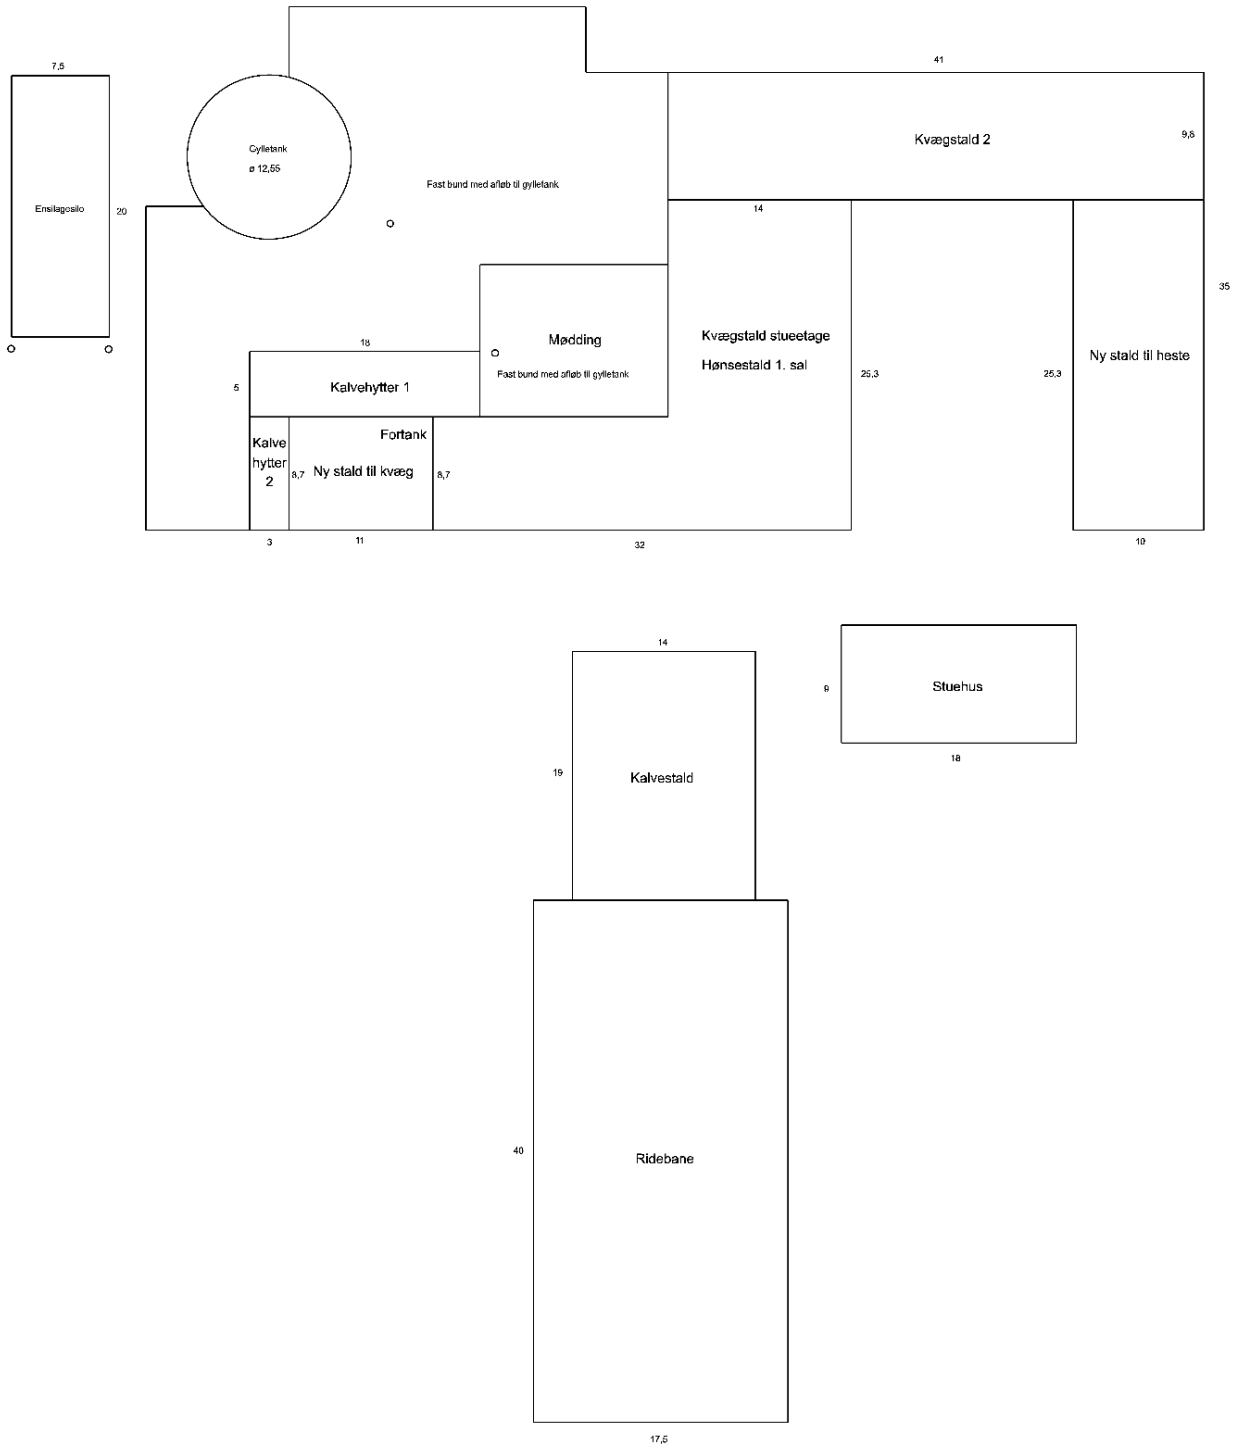 41
7,5
Kvægstald 2
9,8
Gylletank
ø 12,55
Fast bund med afløb til gylletank
Ensilagesilo
20
14
35
Kvægstald stueetage
Mødding
18
Ny stald til heste
Hønsestald 1. sal
Fast bund med afløb til gylletank
25,3
25,3
5
Kalvehytter 1
Fortank
Kalve
hytter
2
8,7
Ny stald til kvæg
8,7
3
11
32
10
14
9
Stuehus
18
19
Kalvestald
40
Ridebane
17,5